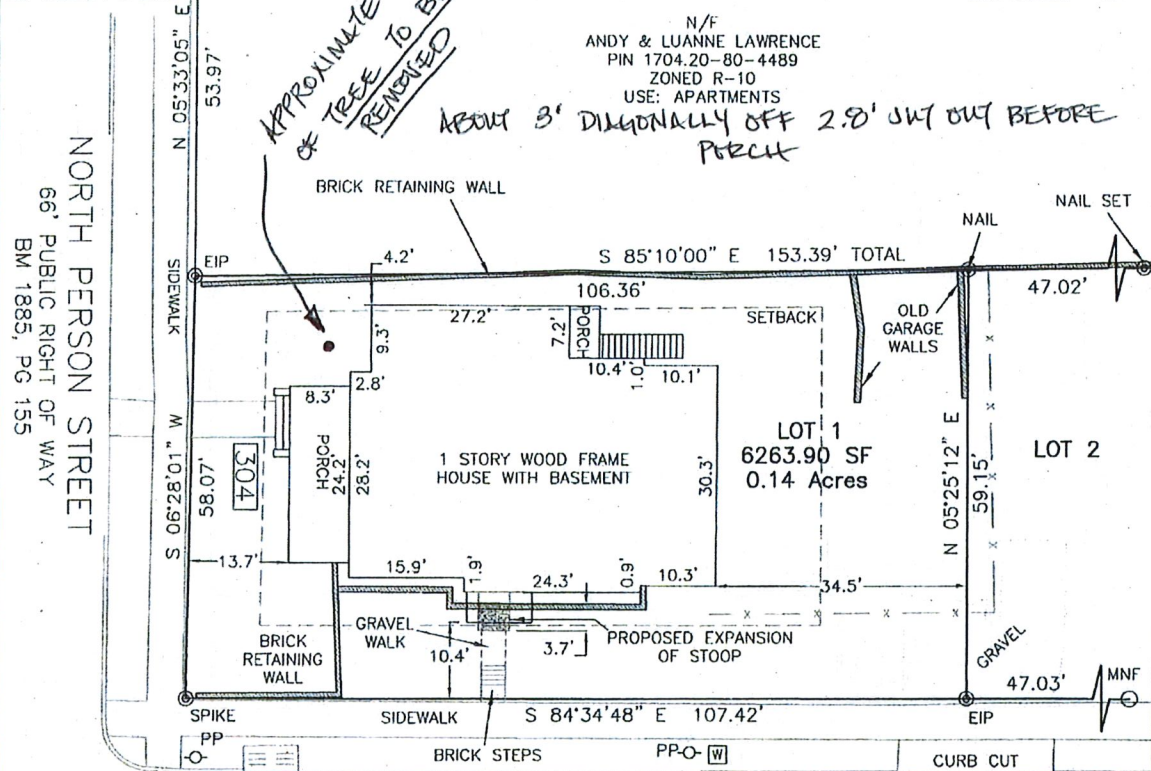 N/F
ANDY & LUANNE LAWRENCE
PIN 1704.20-80-4489
ZONED R-10
USE: APARTMENTS
APPROXIMATE
OF TREE TO B
REMOVED
ABOUT 3' DIAGONALLY OFF 2.8' JUT OUT BEFORE
PORCH
N 05°33'05" E
53.97'
NORTH PERSON STREET
66' PUBLIC RIGHT OF WAY
BM 1885, PG 155
BRICK RETAINING WALL
NAIL
NAIL SET
EIP
4.2'
S 85°10'00" E 153.39' TOTAL
106.36'
47.02'
SIDEWALK
27.2'
9.3'
7.2'
PORCH
SETBACK
OLD
GARAGE
WALLS
10.4'
1.0'
10.1'
2.8'
8.3'
PORCH
24.2'
28.2'
1 STORY WOOD FRAME
HOUSE WITH BASEMENT
30.3'
LOT 1
6263.90 SF
0.14 Acres
N 05°25'12" E
59.15'
LOT 2
S 06°28'01" W
58.07'
304
13.7'
15.9'
1.9'
24.3'
0.9'
10.3'
34.5'
GRAVEL
WALK
BRICK
RETAINING
WALL
10.4'
3.7'
PROPOSED EXPANSION
OF STOOP
GRAVEL
47.03'
MNF
SPIKE
SIDEWALK
S 84°34'48" E 107.42'
EIP
PP
BRICK STEPS
PP
W
CURB CUT